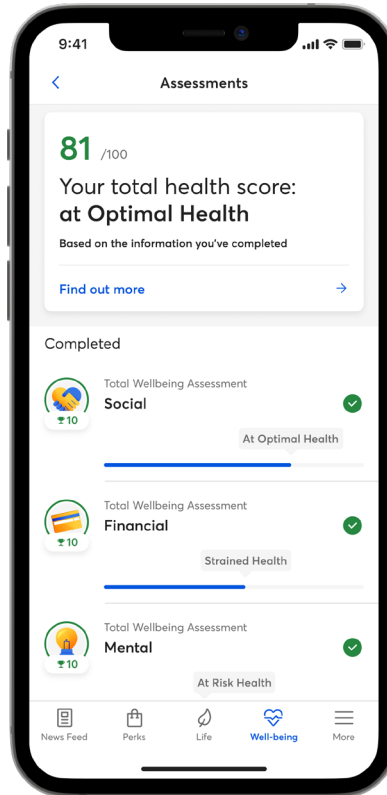 9:41
Assessments
81 /100
Your total health score:
at Optimal Health
Based on the information you've completed
Find out more
Completed
Total Wellbeing Assessment
Social
10
At Optimal Health
Total Wellbeing Assessment
Financial
10
Strained Health
Total Wellbeing Assessment
Mental
10
At Risk Health
News Feed
Perks
Life
Well-being
More